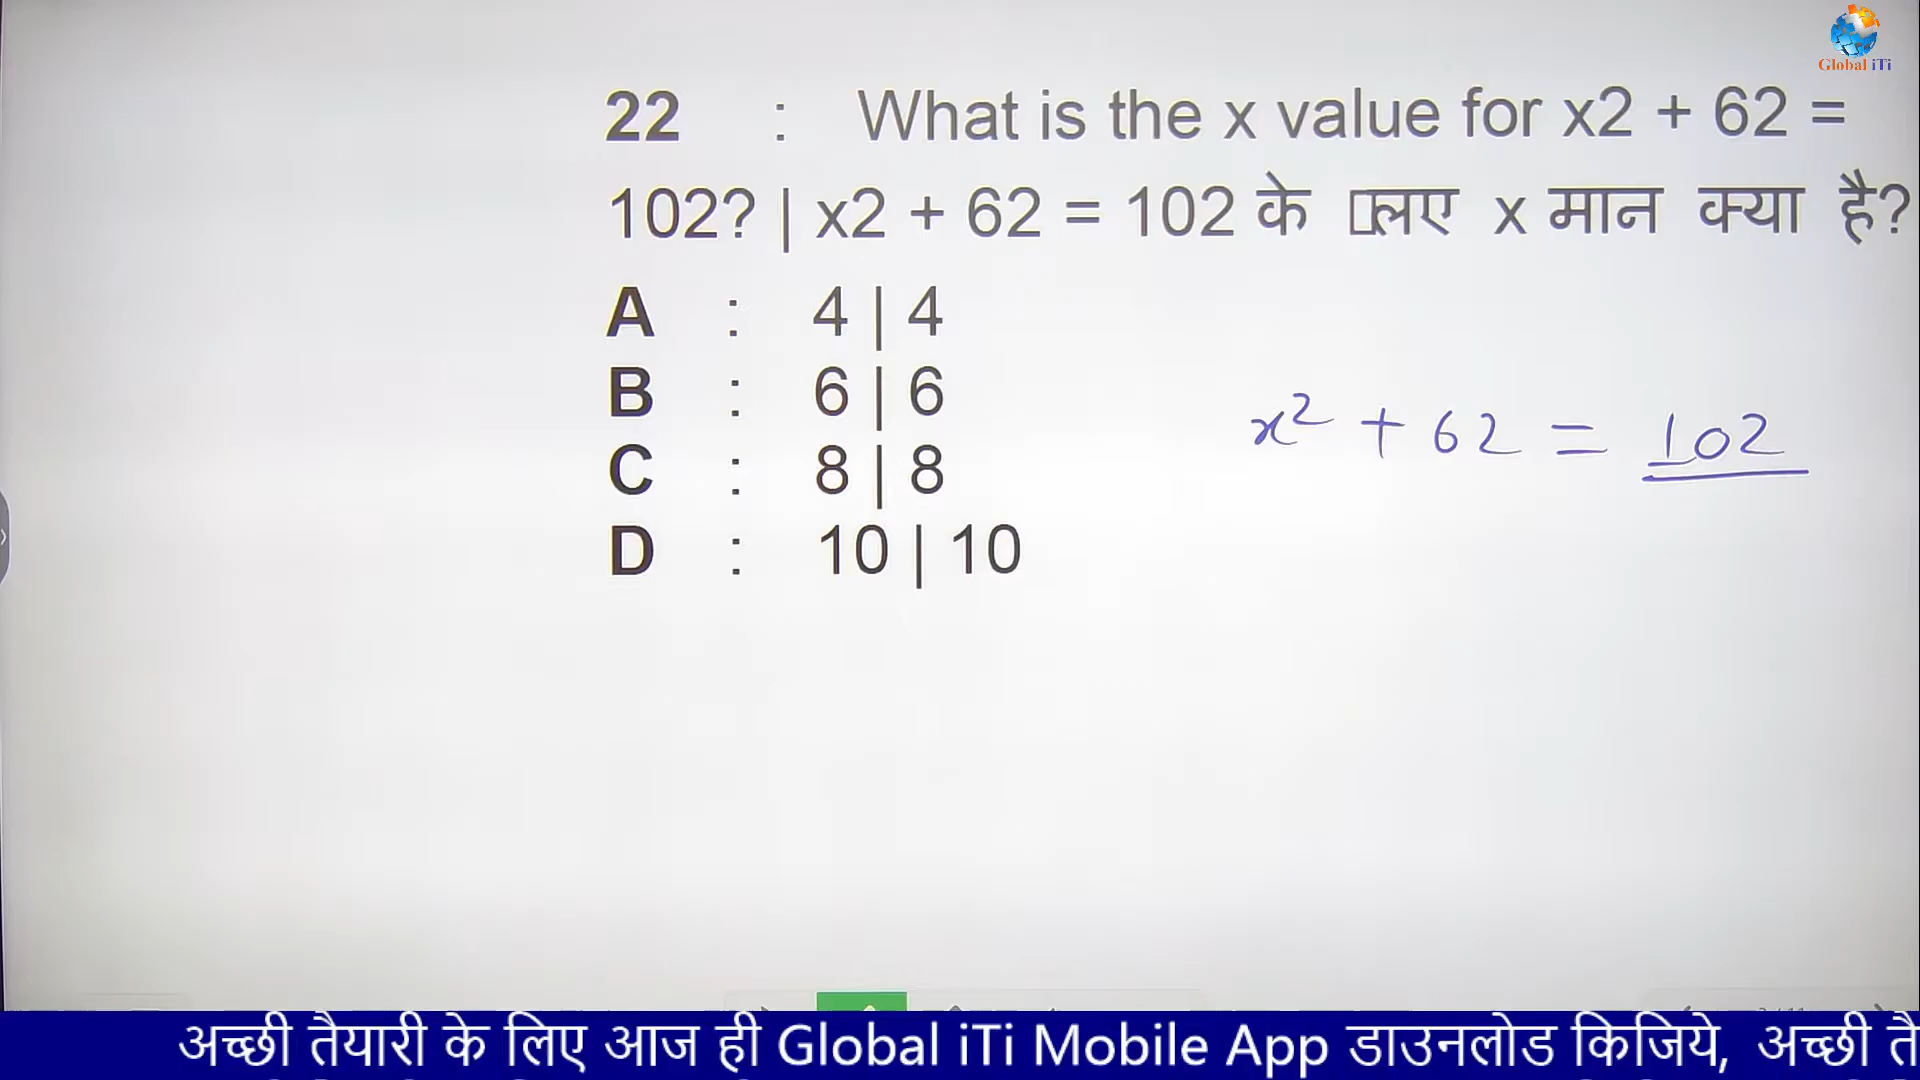 Global iTi
22 : What is the x value for x2 + 62 =
102? | x2 + 62 = 102 के लए x मान क्या है?
A : 4 | 4
B : 6 | 6
C : 8 | 8
D : 10 | 10
x² + 62 = 102
अच्छी तैयारी के लिए आज ही Global iTi Mobile App डाउनलोड किजिये, अच्छी तै